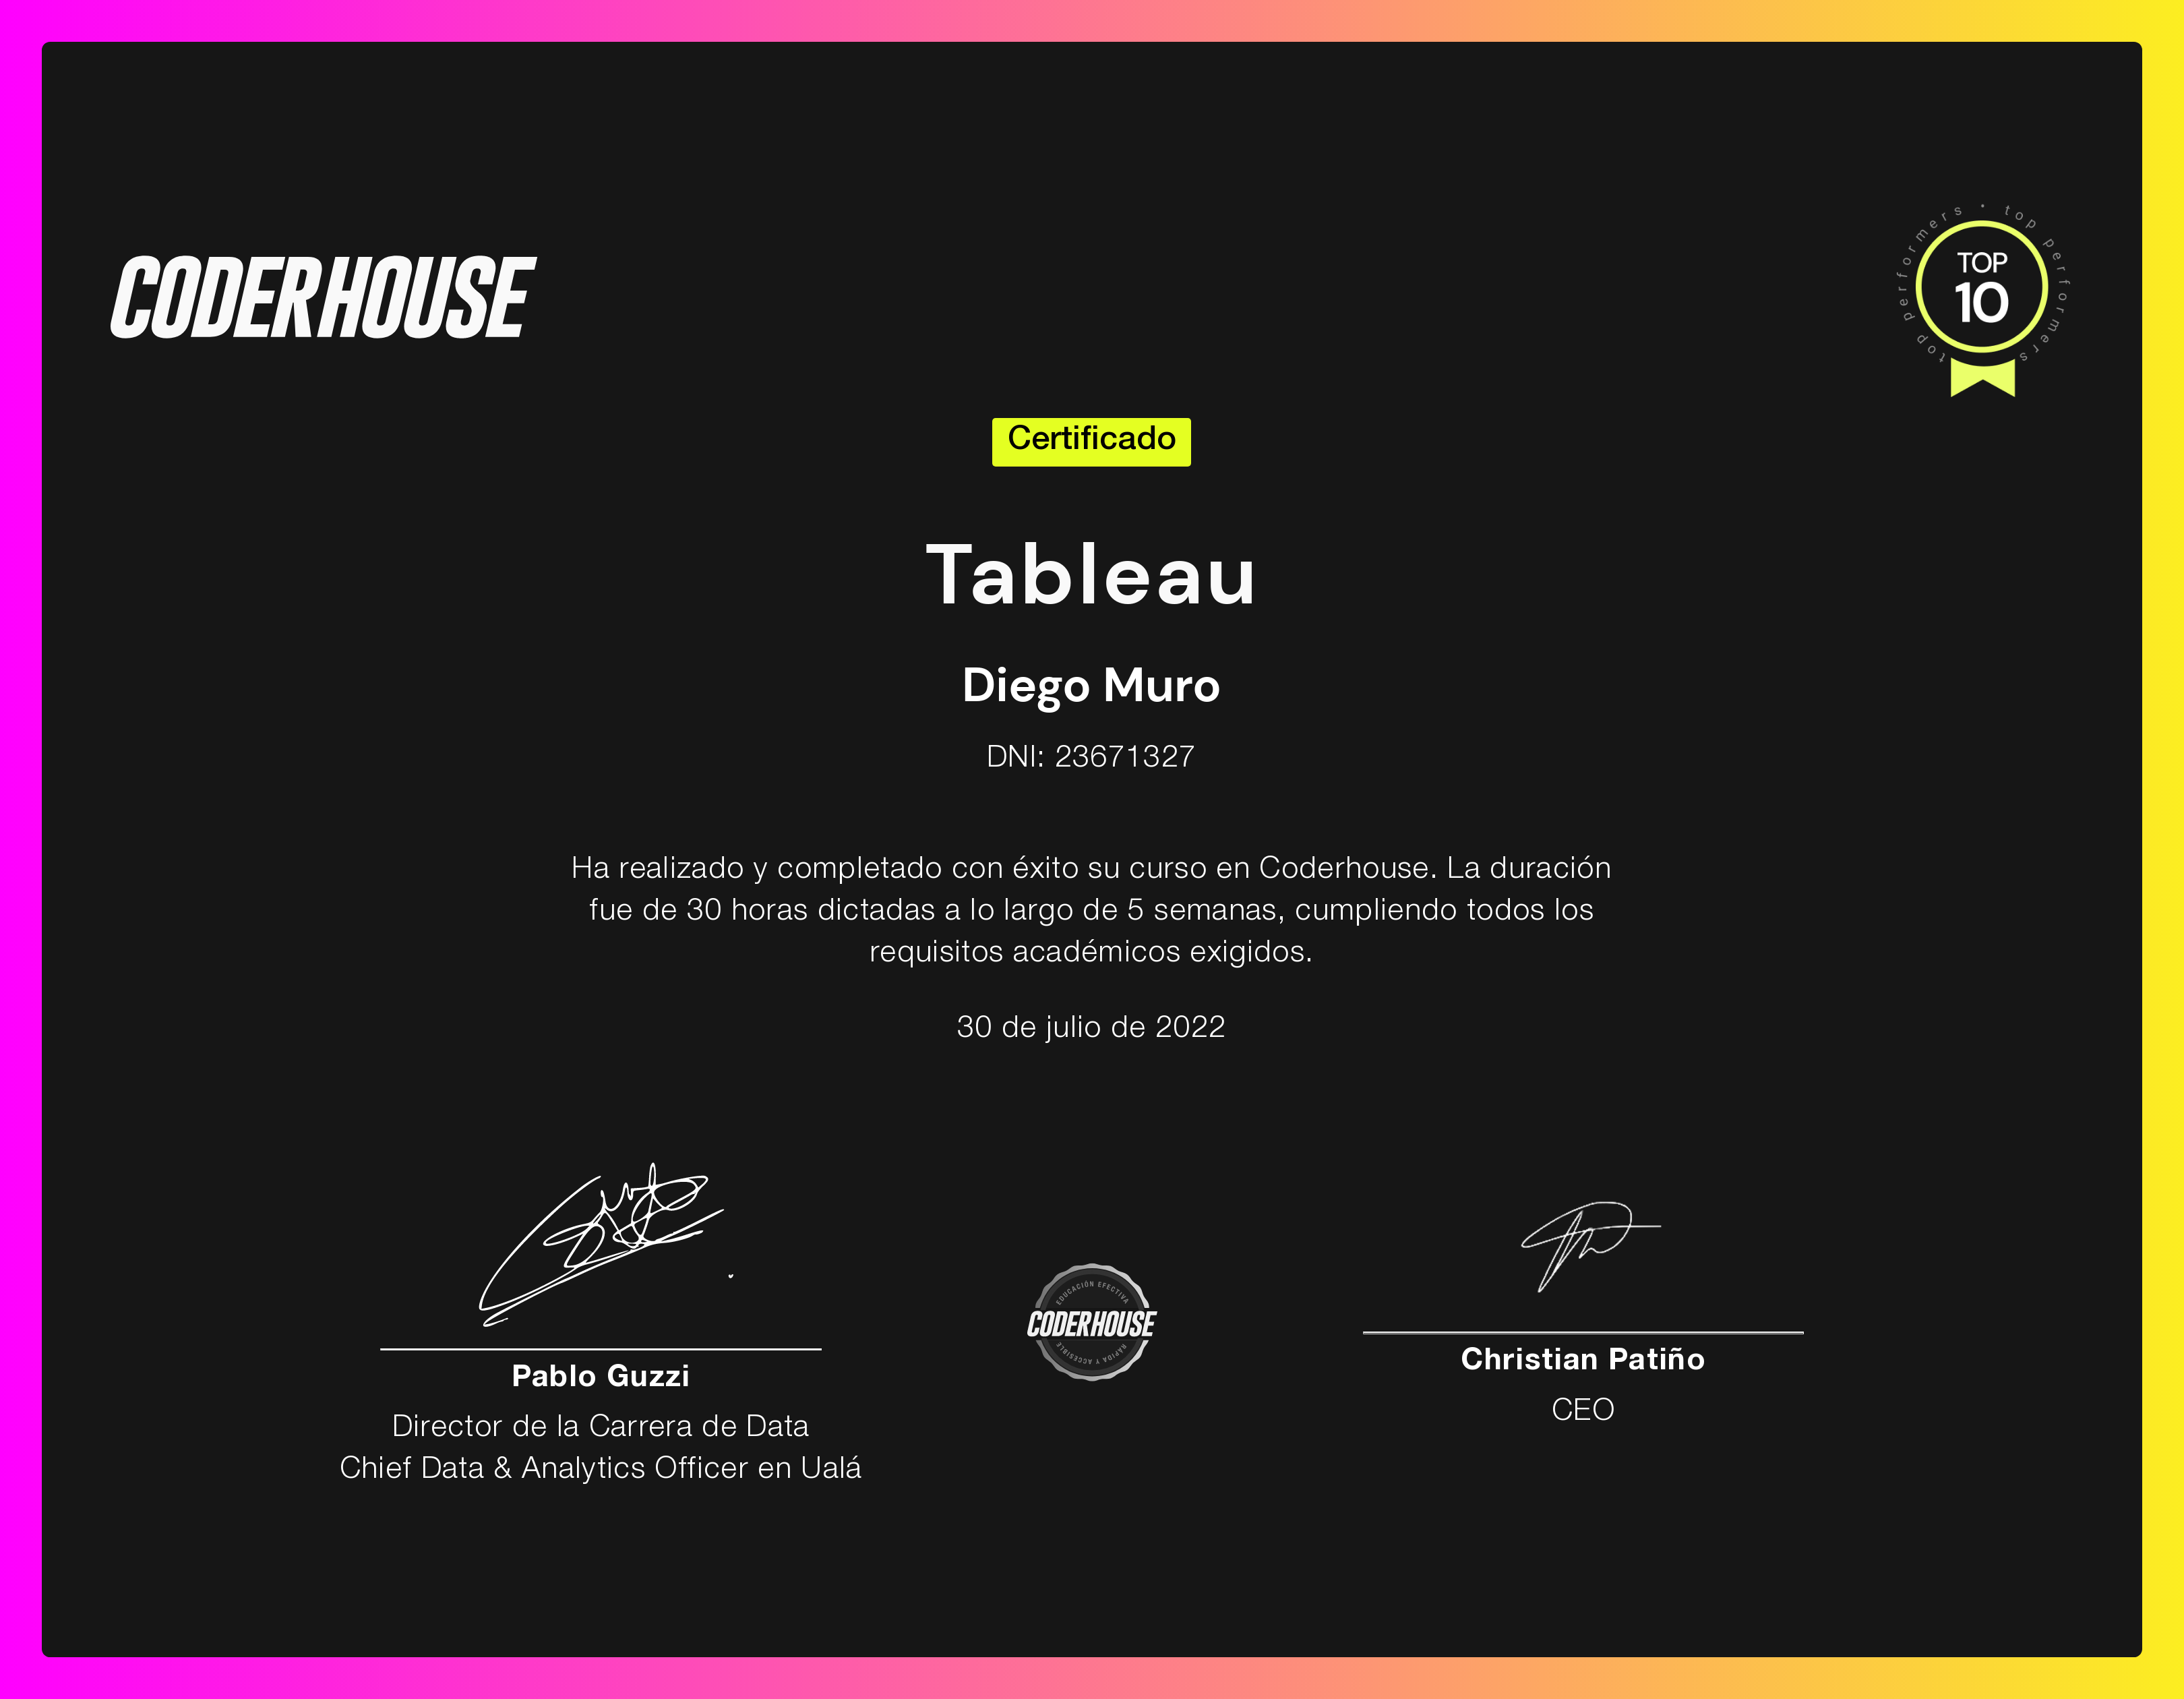 CODERHOUSE
top performers • top performers
TOP
10
Certificado
Tableau
Diego Muro
DNI: 23671327
Ha realizado y completado con éxito su curso en Coderhouse. La duración
fue de 30 horas dictadas a lo largo de 5 semanas, cumpliendo todos los
requisitos académicos exigidos.
30 de julio de 2022
EDUCACIÓN EFECTIVA
CODERHOUSE
RÁPIDA Y ACCESIBLE
Pablo Guzzi
Director de la Carrera de Data
Chief Data & Analytics Officer en Ualá
Christian Patiño
CEO